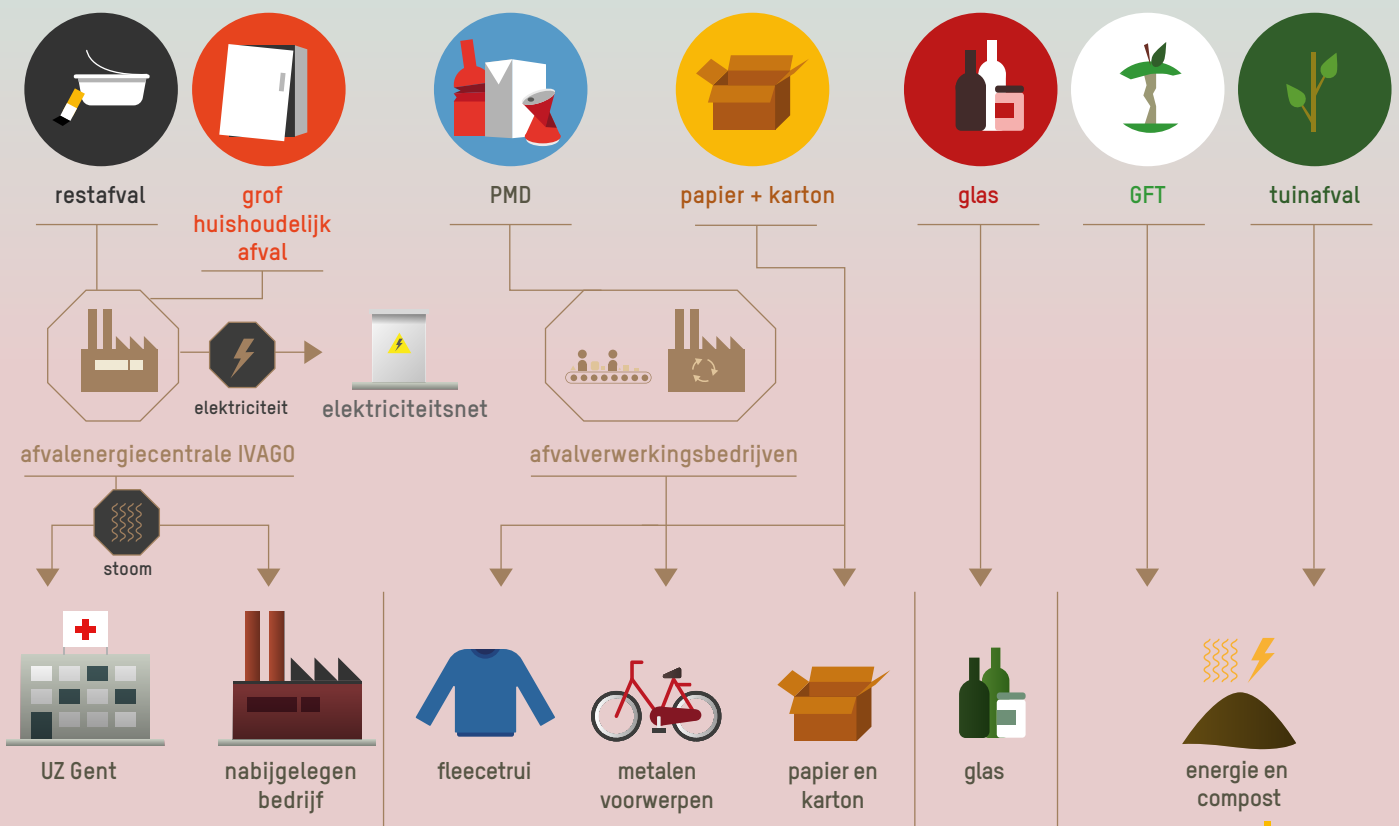 restafval
grof
huishoudelijk
afval
PMD
papier + karton
glas
GFT
tuinafval
elektriciteit
elektriciteitsnet
afvalenergiecentrale IVAGO
afvalverwerkingsbedrijven
stoom
UZ Gent
nabijgelegen
bedrijf
fleecetrui
metalen
voorwerpen
papier en
karton
glas
energie en
compost